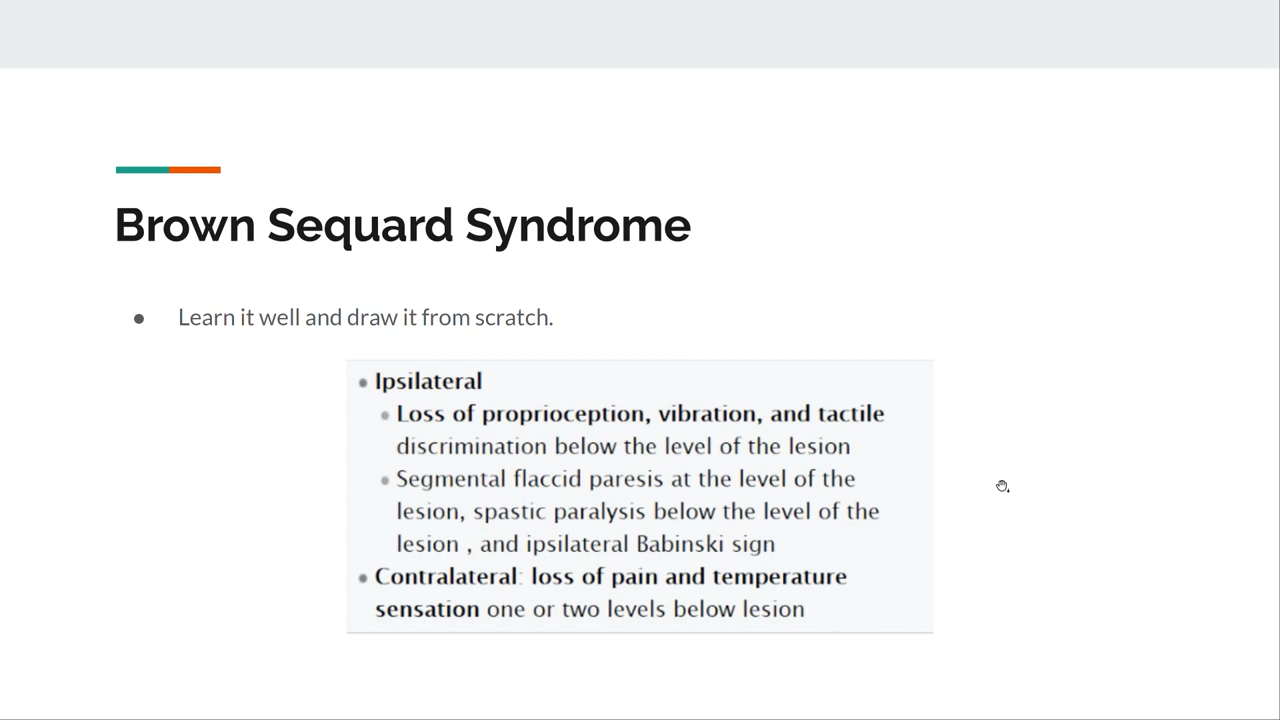 Brown Sequard Syndrome
● Learn it well and draw it from scratch.
• Ipsilateral
• Loss of proprioception, vibration, and tactile
discrimination below the level of the lesion
• Segmental flaccid paresis at the level of the
lesion, spastic paralysis below the level of the
lesion , and ipsilateral Babinski sign
• Contralateral: loss of pain and temperature
sensation one or two levels below lesion